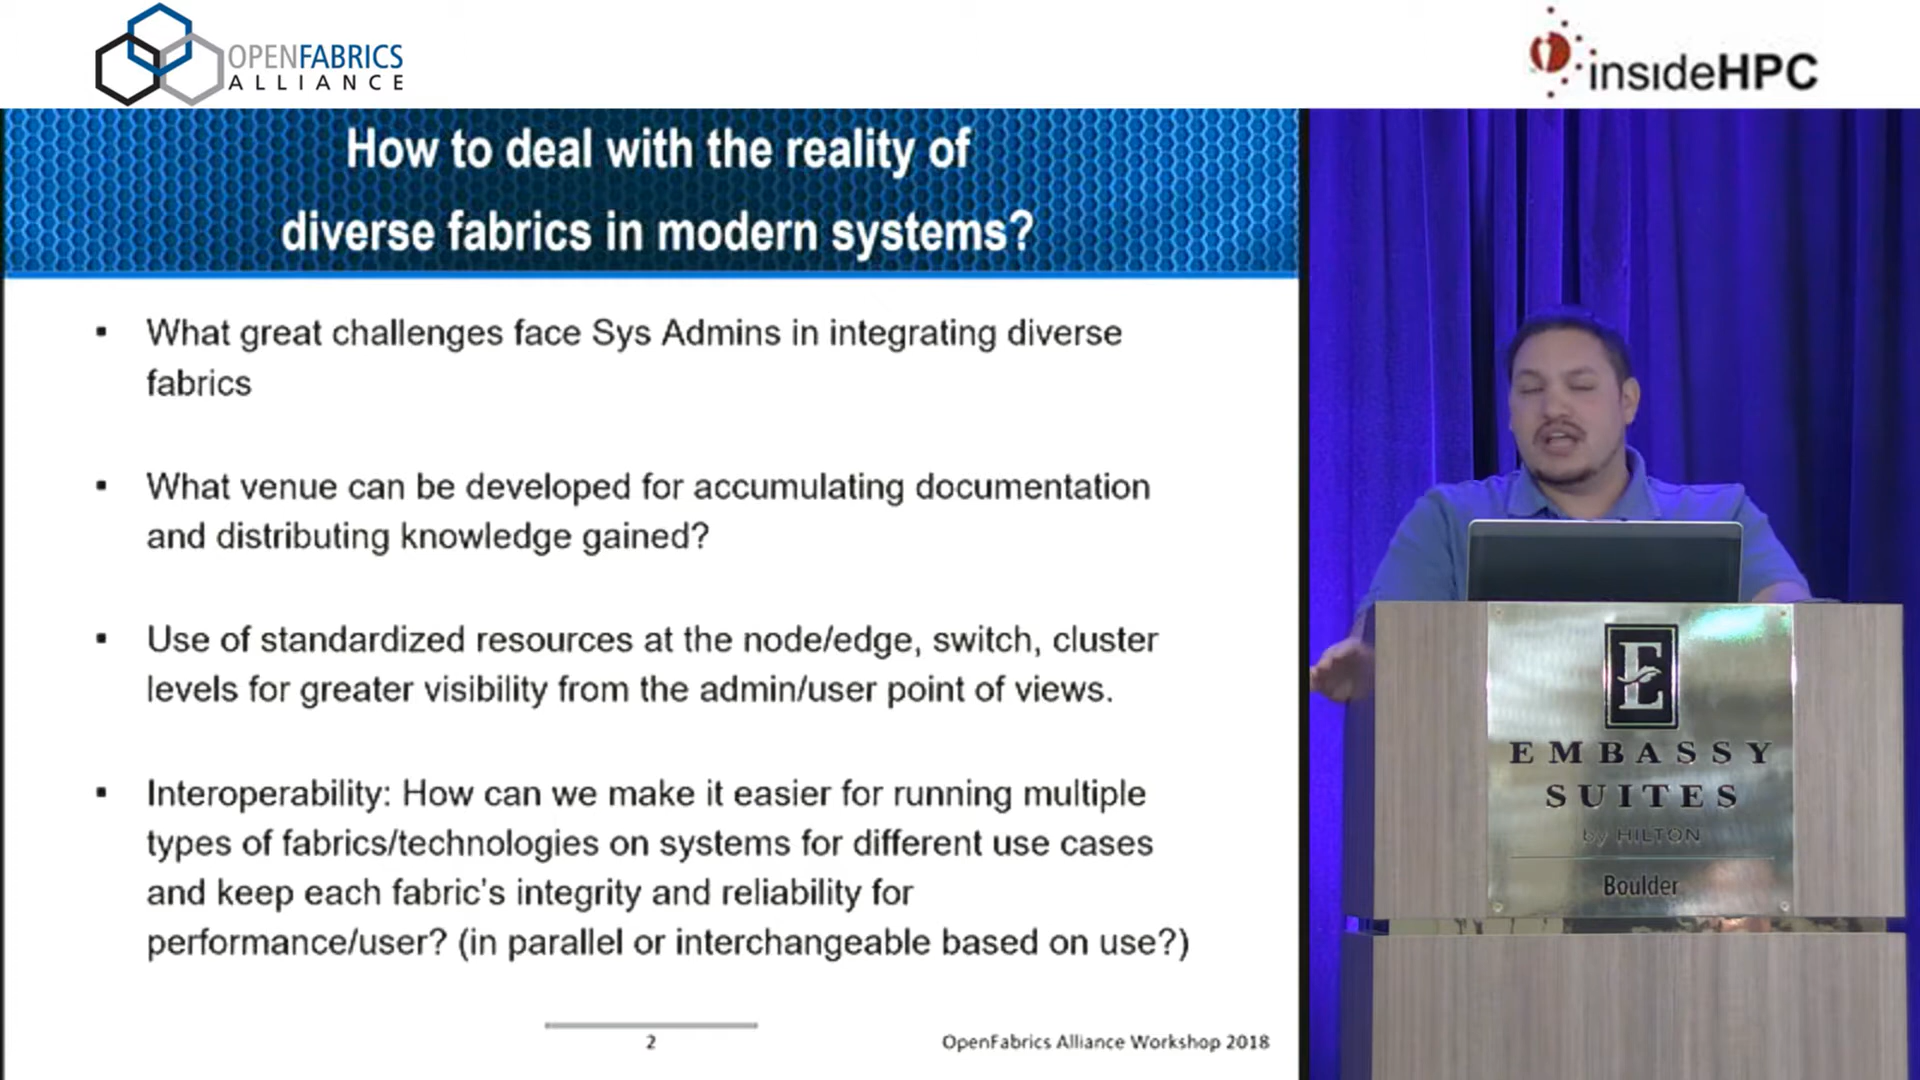 OPENFABRICS
ALLIANCE
insideHPC
How to deal with the reality of
diverse fabrics in modern systems?
▪ What great challenges face Sys Admins in integrating diverse
fabrics
▪ What venue can be developed for accumulating documentation
and distributing knowledge gained?
▪ Use of standardized resources at the node/edge, switch, cluster
levels for greater visibility from the admin/user point of views.
▪ Interoperability: How can we make it easier for running multiple
types of fabrics/technologies on systems for different use cases
and keep each fabric's integrity and reliability for
performance/user? (in parallel or interchangeable based on use?)
2
OpenFabrics Alliance Workshop 2018
E
EMBASSY
SUITES
by HILTON
Boulder